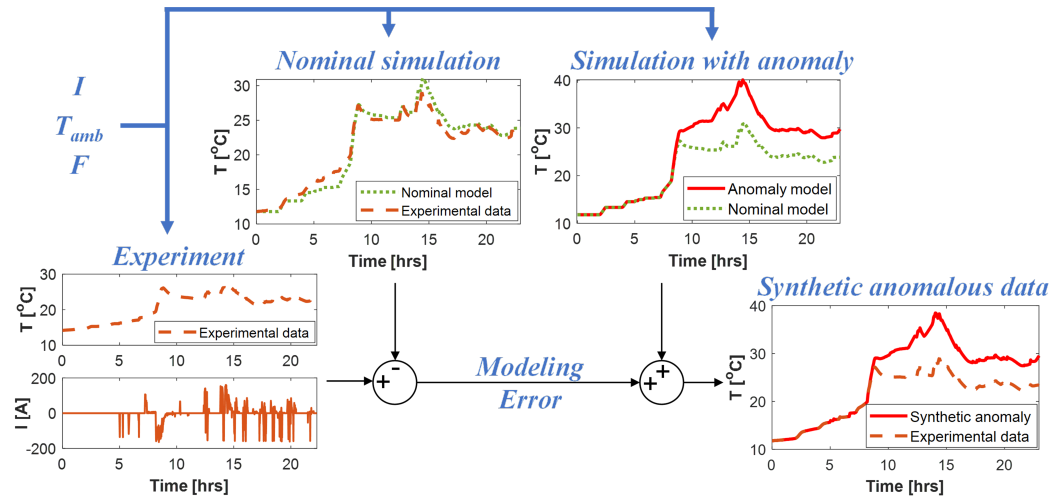 I
T_amb
F
Nominal simulation
T [°C]
30
25
20
15
10
Nominal model
Experimental data
0 5 10 15 20
Time [hrs]
Simulation with anomaly
T [°C]
40
30
20
10
Anomaly model
Nominal model
0 5 10 15 20
Time [hrs]
Experiment
T [°C]
30
20
10
Experimental data
0 5 10 15 20
I [A]
200
0
-200
0 5 10 15 20
Time [hrs]
+ -
Modeling
Error
+ +
Synthetic anomalous data
T [°C]
40
30
20
10
Synthetic anomaly
Experimental data
0 5 10 15 20
Time [hrs]